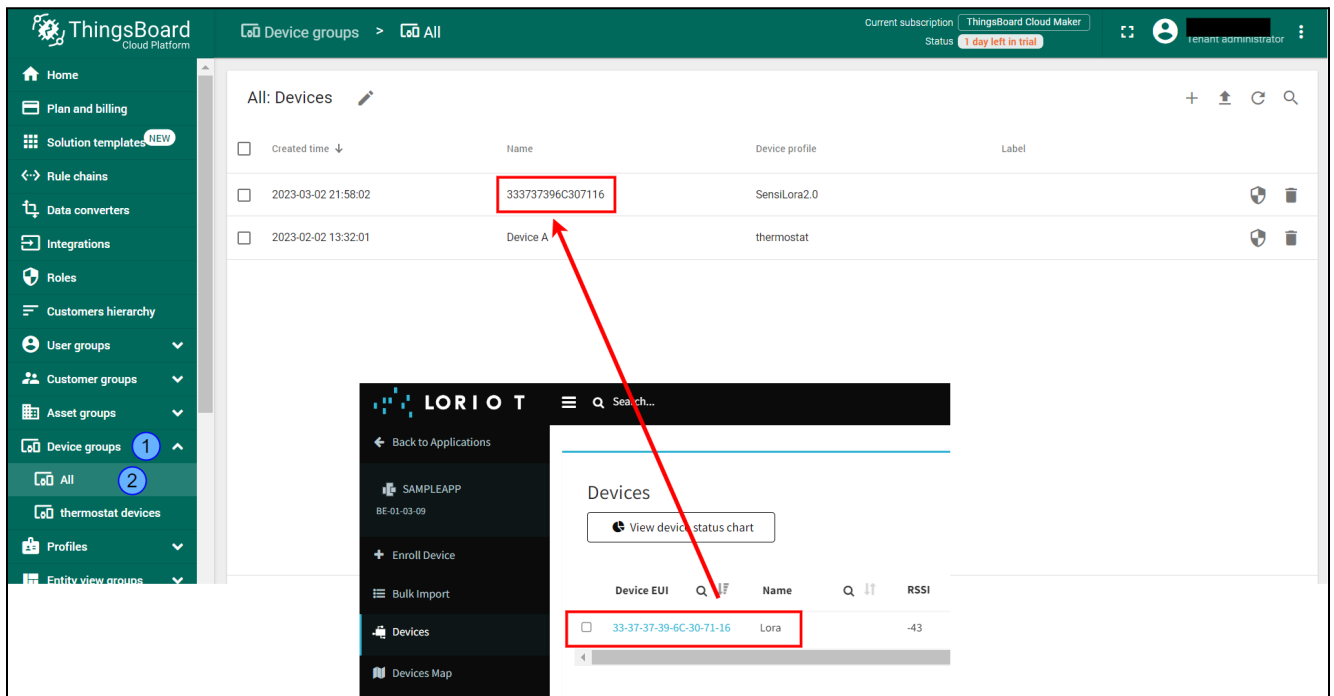 ThingsBoard
Cloud Platform
Device groups > All
Current subscription ThingsBoard Cloud Maker
Status 1 day left in trial
Tenant administrator
Home
Plan and billing
Solution templates NEW
Rule chains
Data converters
Integrations
Roles
Customers hierarchy
User groups
Customer groups
Asset groups
Device groups 1
All 2
thermostat devices
Profiles
Entity view groups
All: Devices
Created time Name Device profile Label
2023-03-02 21:58:02 333737396C307116 SensiLora2.0
2023-02-02 13:32:01 Device A thermostat
LORIOT
Search...
Back to Applications
SAMPLEAPP
BE-01-03-09
Enroll Device
Bulk Import
Devices
Devices Map
Devices
View device status chart
Device EUI Name RSSI
33-37-37-39-6C-30-71-16 Lora -43